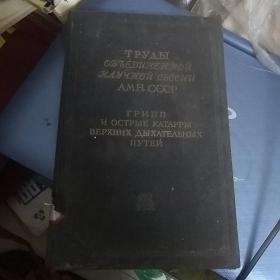 ТРУДЫ
ОБЪЕДИНЕННОЙ
НАУЧНОЙ СЕССИИ
АМН СССР
ГРИПП
И ОСТРЫЕ КАТАРРЫ
ВЕРХНИХ ДЫХАТЕЛЬНЫХ
ПУТЕЙ